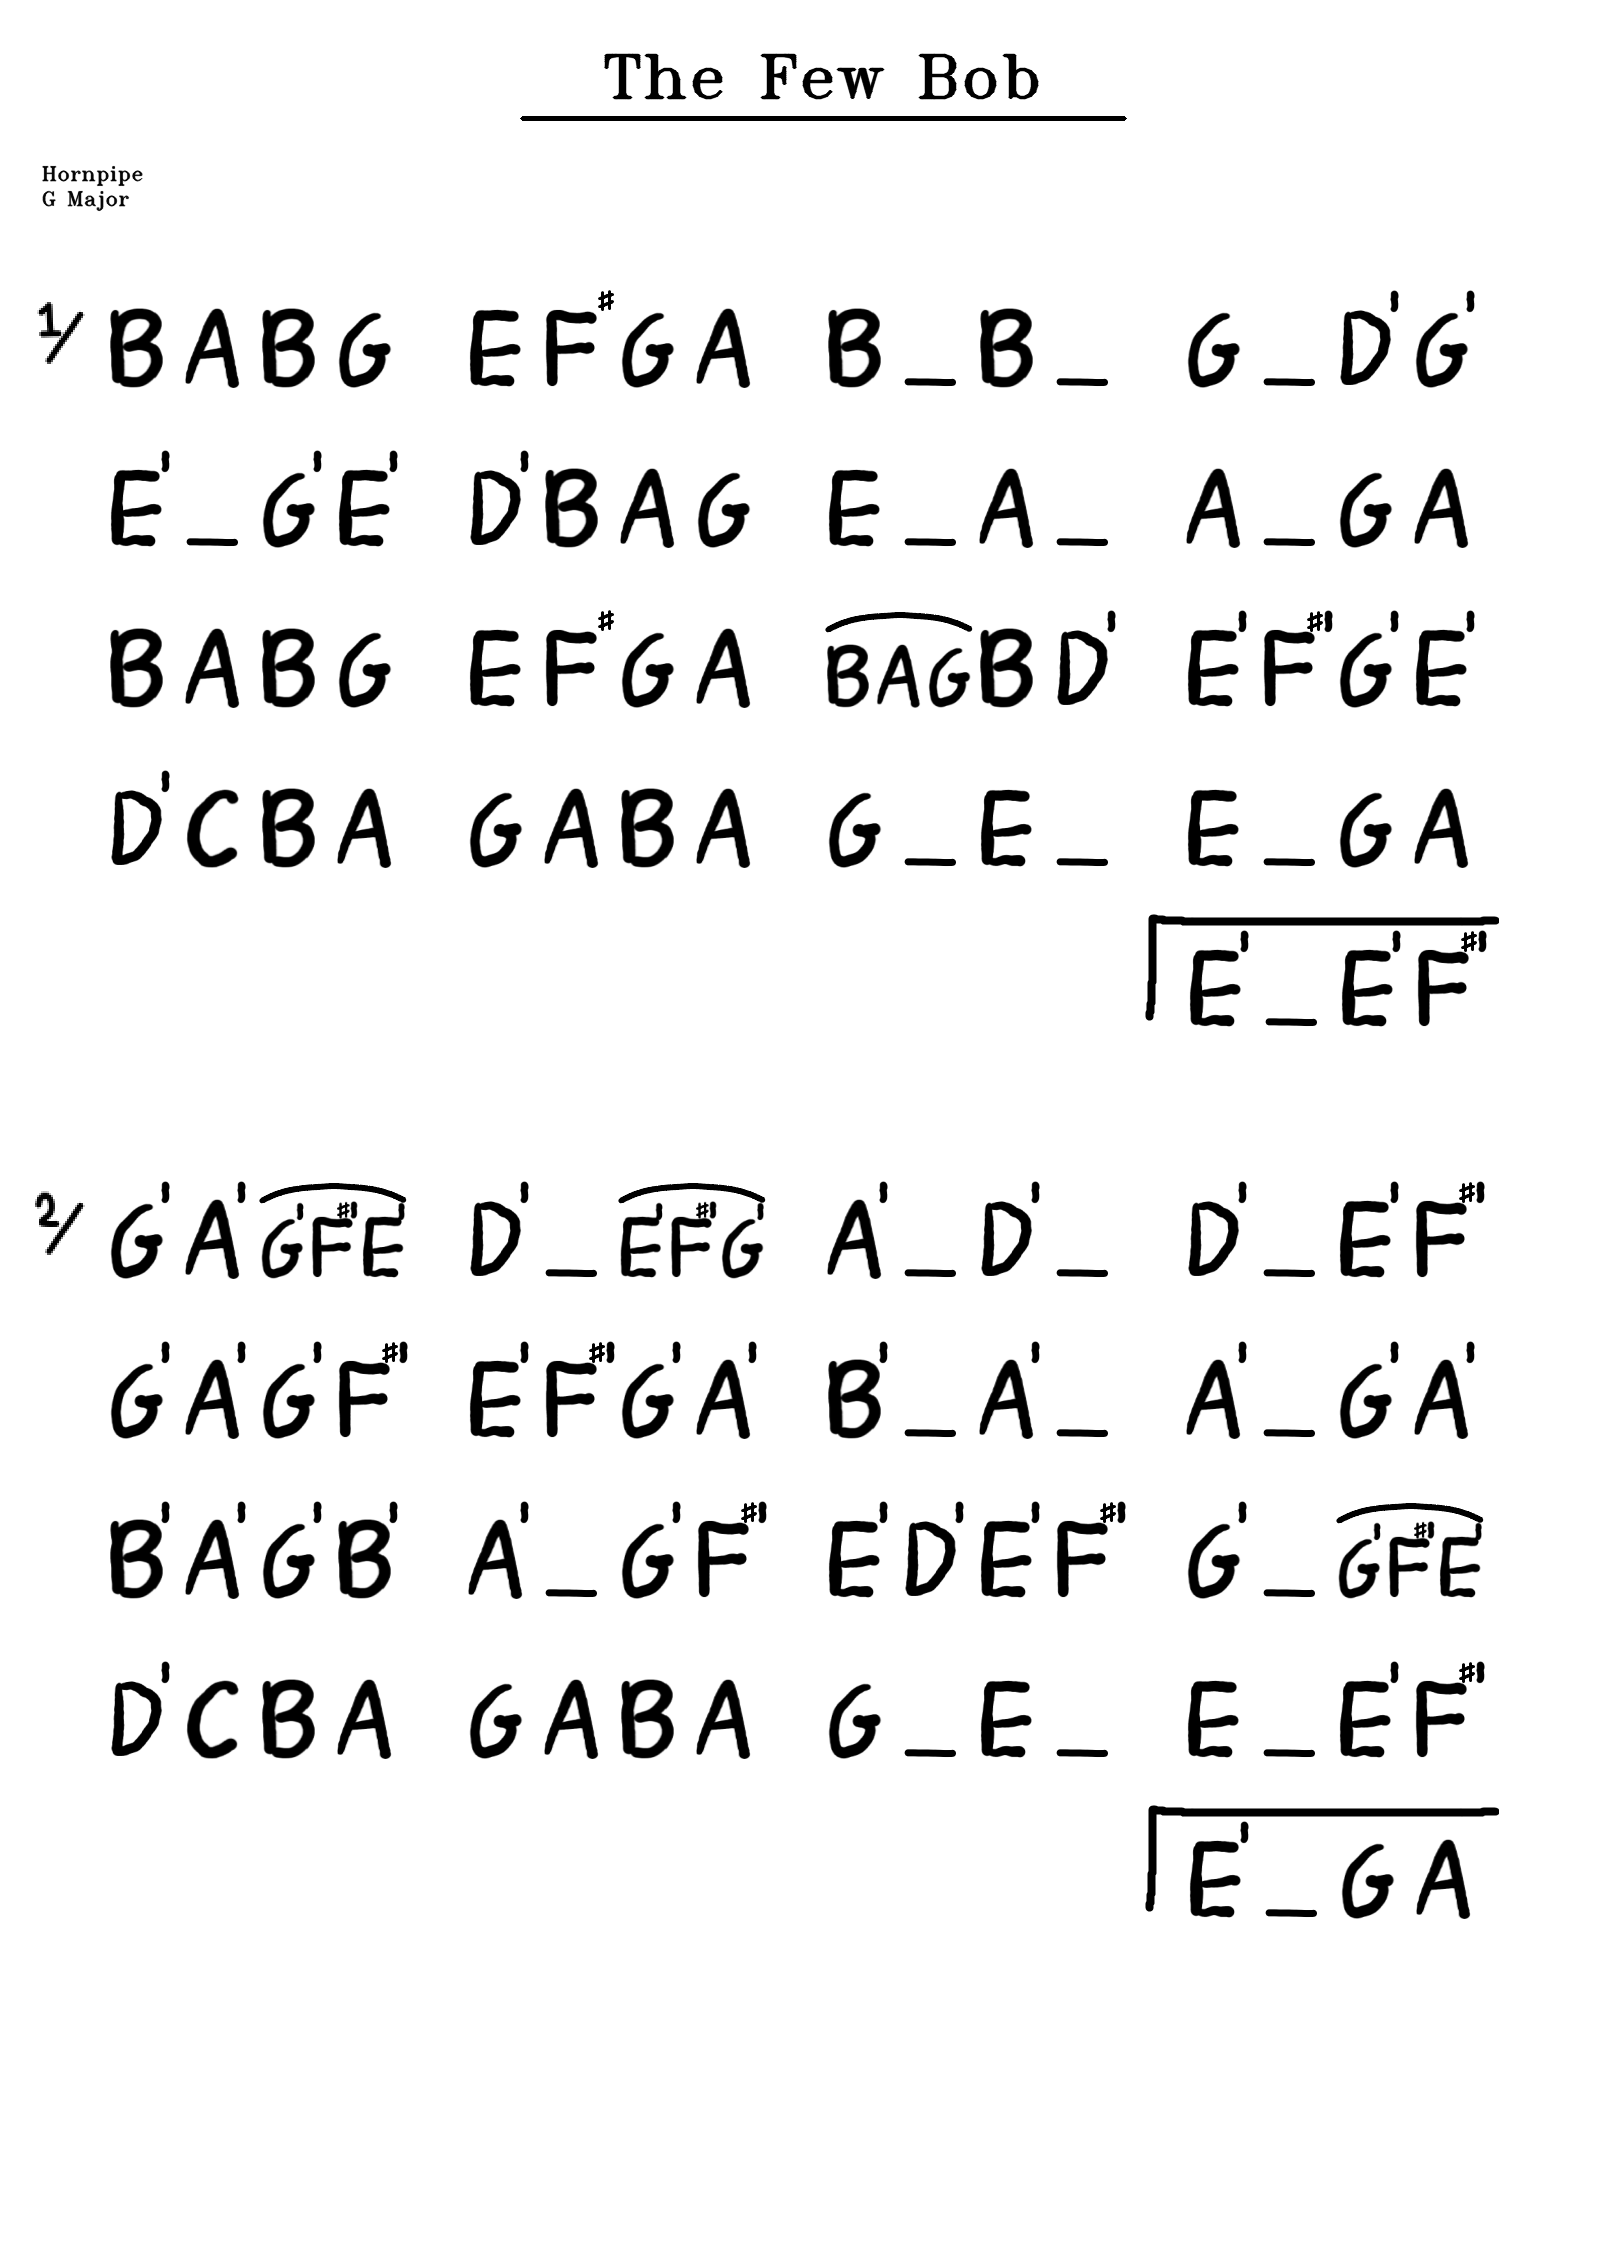 The Few Bob
Hornpipe
G Major
1/ BABG EF♯GA B_B_ G_D'G'
E'_G'E' D'BAG E_A_ A_GA
BABG EF♯GA BAGBD' E'F♯'G'E'
D'CBA GABA G_E_ E_GA
E'_E'F♯'
2/ G'A'G'F♯'E' D'_E'F♯'G' A'_D'_ D'_E'F♯'
G'A'G'F♯' E'F♯'G'A' B'_A'_ A'_G'A'
B'A'G'B' A'_G'F♯' E'D'E'F♯' G'_G'F♯'E'
D'CBA GABA G_E_ E_E'F♯'
E'_GA